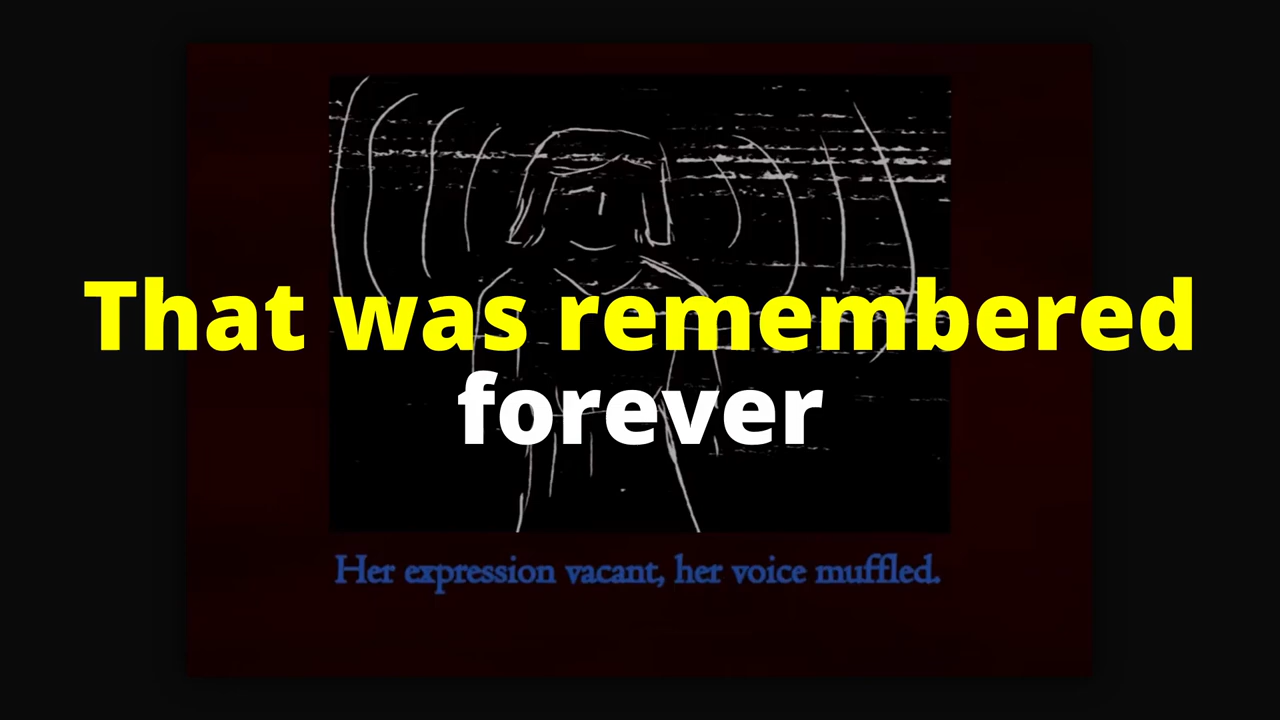 That was remembered
forever
Her expression vacant, her voice muffled.